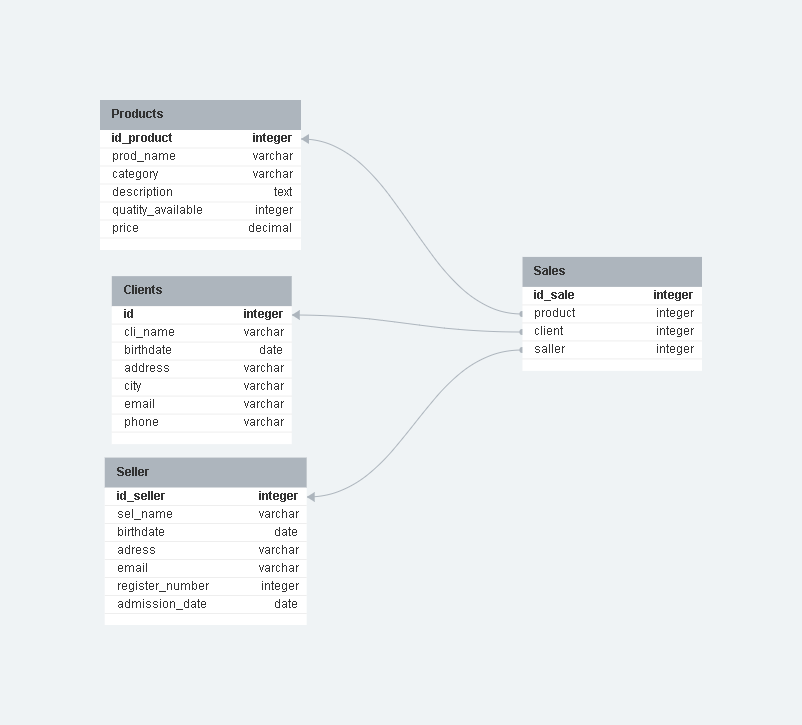 Products
id_product integer
prod_name varchar
category varchar
description text
quatity_available integer
price decimal
Clients
id integer
cli_name varchar
birthdate date
address varchar
city varchar
email varchar
phone varchar
Seller
id_seller integer
sel_name varchar
birthdate date
adress varchar
email varchar
register_number integer
admission_date date
Sales
id_sale integer
product integer
client integer
saller integer